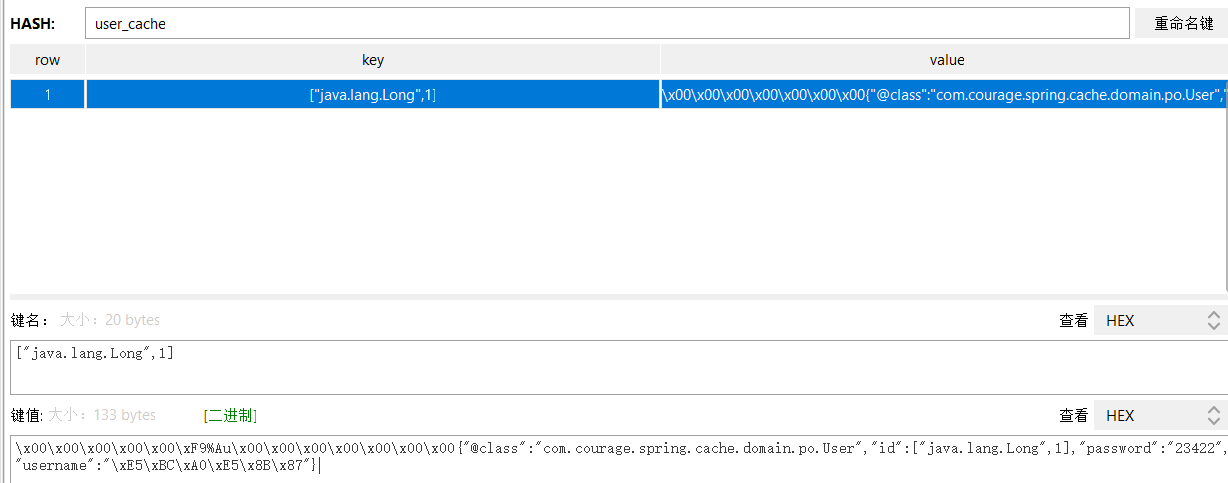 HASH: user_cache 重命名键
row key value
1 ["java.lang.Long",1] \x00\x00\x00\x00\x00\x00\x00\x00{"@class":"com.courage.spring.cache.domain.po.User","
键名： 大小：20 bytes 查看 HEX
["java.lang.Long",1]
键值: 大小：133 bytes [二进制] 查看 HEX
\x00\x00\x00\x00\x00\xF9%Au\x00\x00\x00\x00\x00\x00\x00\x00{"@class":"com.courage.spring.cache.domain.po.User","id":["java.lang.Long",1],"password":"23422",
"username":"\xE5\xBC\xA0\xE5\x8B\x87"}